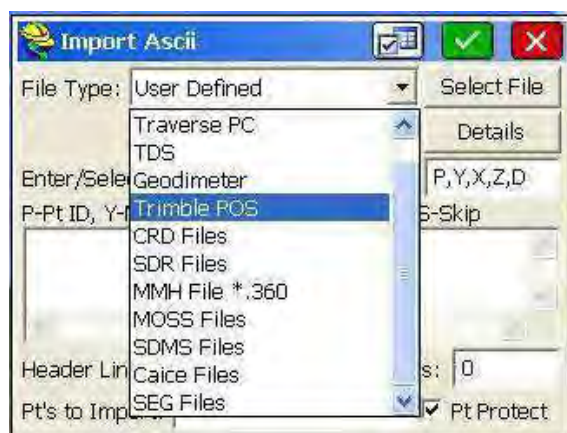 Import Ascii
File Type: User Defined Select File
Traverse PC Details
TDS
Enter/Sele Geodimeter P,Y,X,Z,D
P-Pt ID, Y- Trimble POS S-Skip
CRD Files
SDR Files
MMH File *.360
MOSS Files
SDMS Files
Header Lin Caice Files s: 0
Pt's to Imp SEG Files Pt Protect